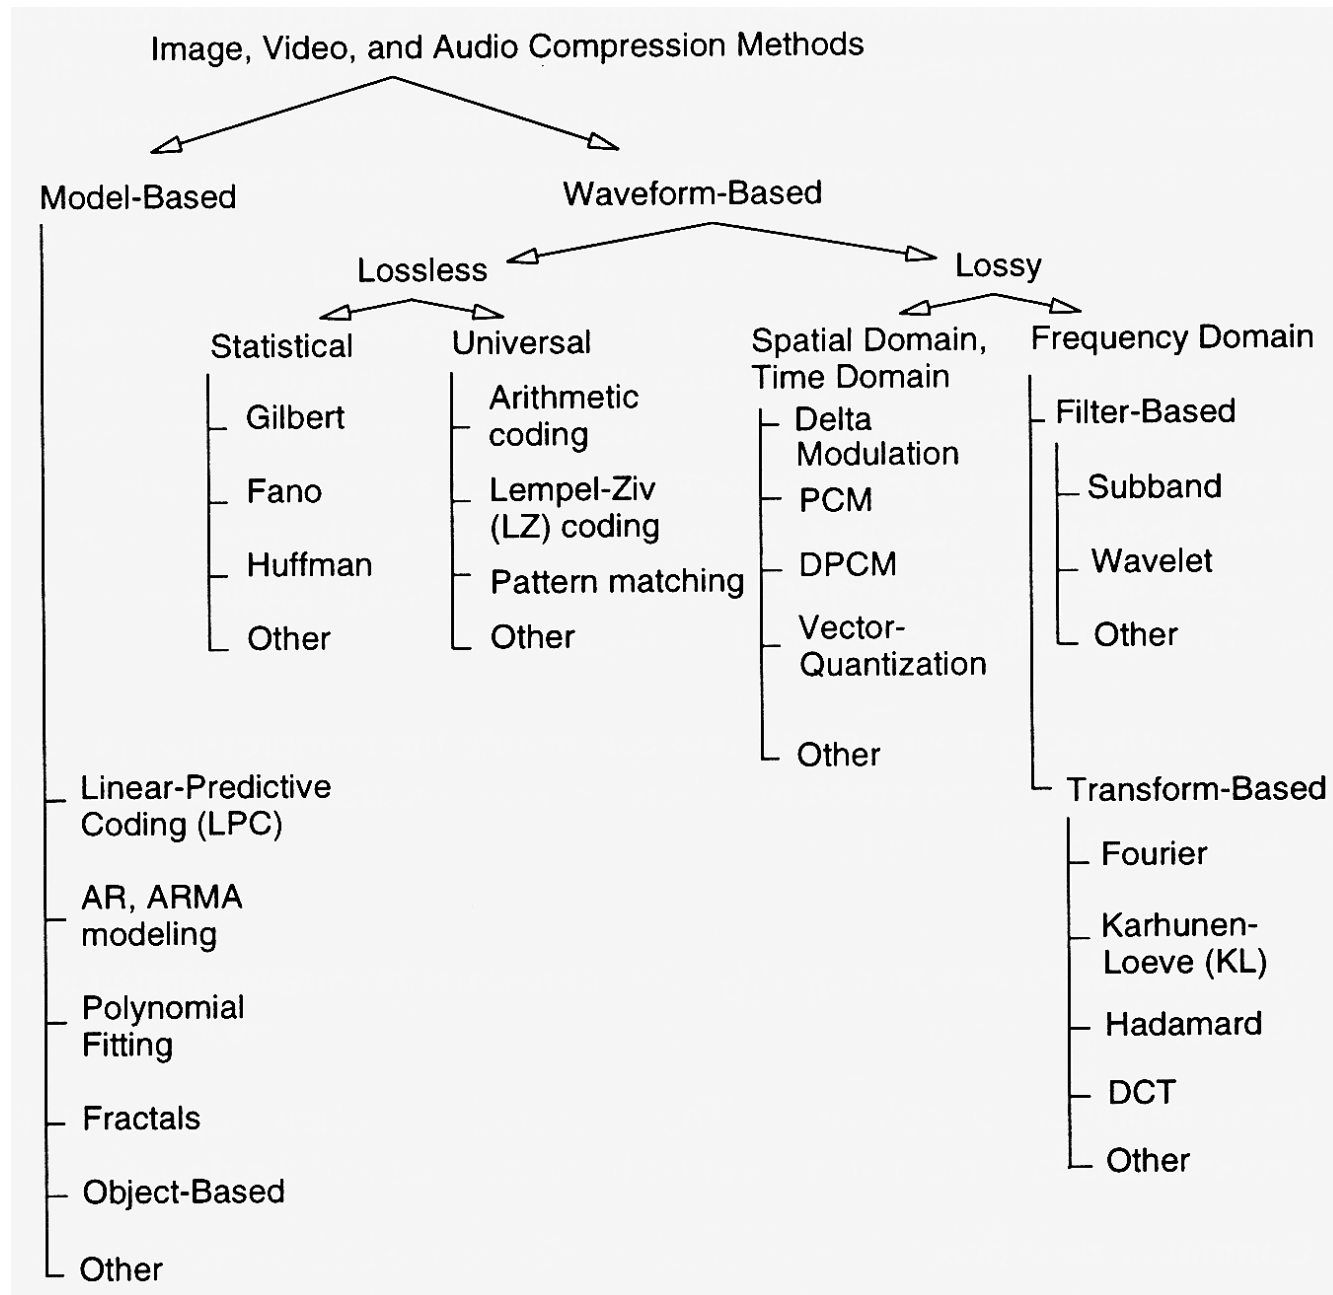 Image, Video, and Audio Compression Methods
Model-Based
Waveform-Based
Lossless
Lossy
Statistical
Universal
Spatial Domain,
Time Domain
Frequency Domain
Gilbert
Fano
Huffman
Other
Arithmetic
coding
Lempel-Ziv
(LZ) coding
Pattern matching
Other
Delta
Modulation
PCM
DPCM
Vector-
Quantization
Other
Filter-Based
Subband
Wavelet
Other
Transform-Based
Fourier
Karhunen-
Loeve (KL)
Hadamard
DCT
Other
Linear-Predictive
Coding (LPC)
AR, ARMA
modeling
Polynomial
Fitting
Fractals
Object-Based
Other